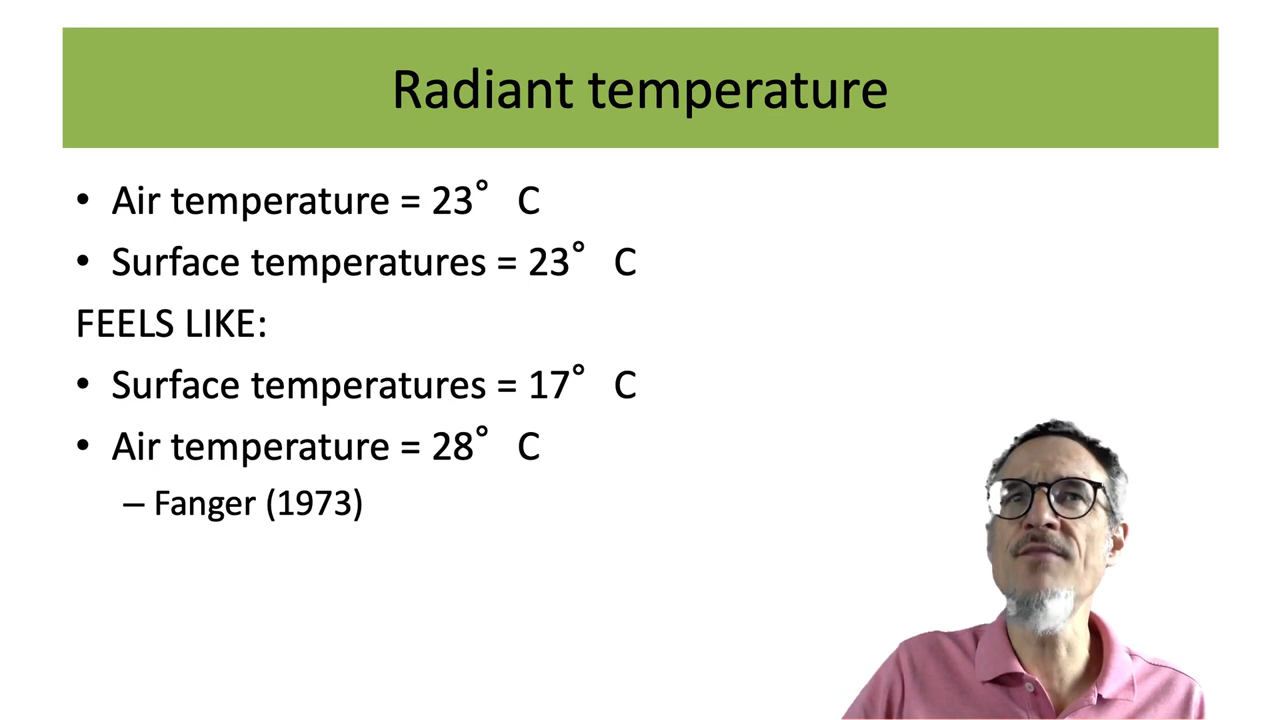 Radiant temperature
• Air temperature = 23° C
• Surface temperatures = 23° C
FEELS LIKE:
• Surface temperatures = 17° C
• Air temperature = 28° C
– Fanger (1973)